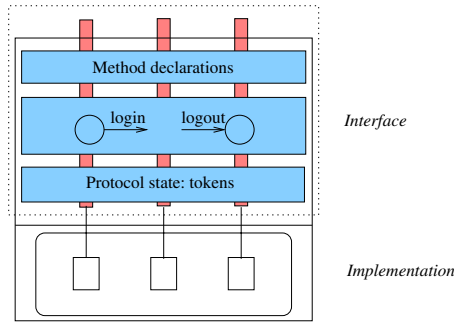 Method declarations
login logout
Interface
Protocol state: tokens
Implementation